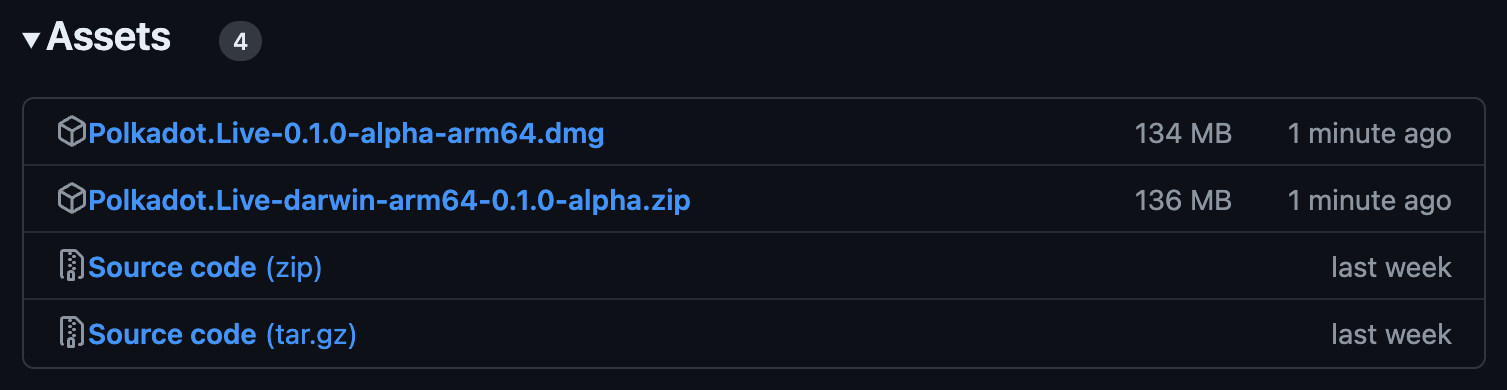 Assets 4
Polkadot.Live-0.1.0-alpha-arm64.dmg 134 MB 1 minute ago
Polkadot.Live-darwin-arm64-0.1.0-alpha.zip 136 MB 1 minute ago
Source code (zip) last week
Source code (tar.gz) last week